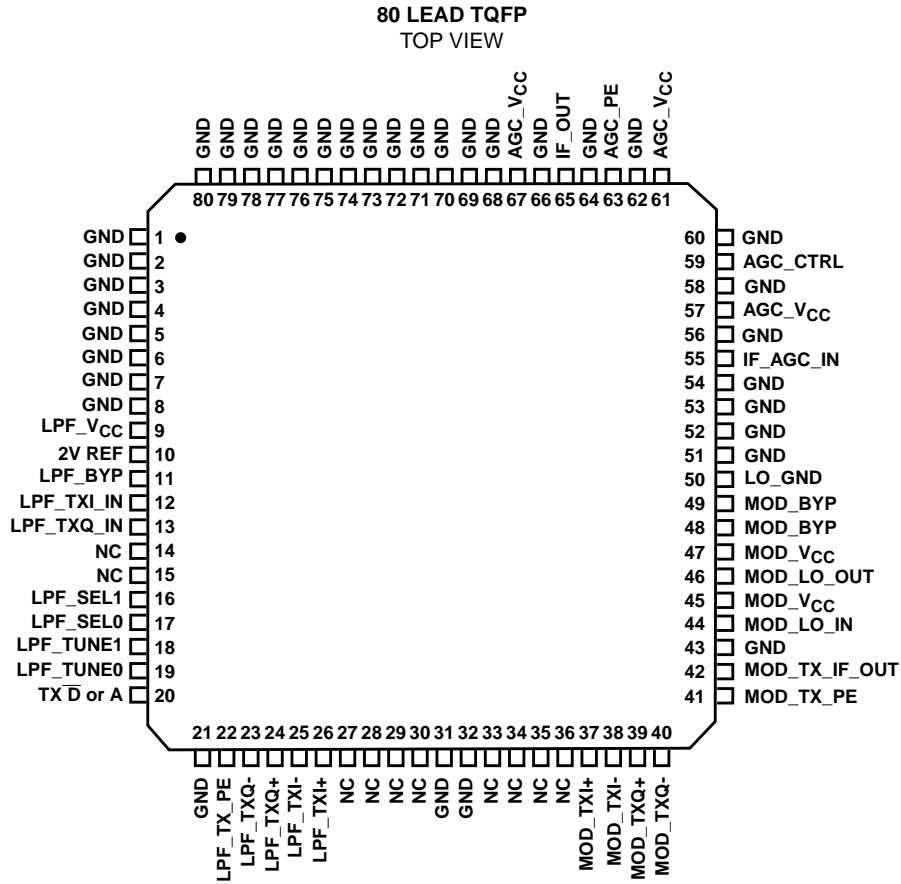 80 LEAD TQFP
TOP VIEW
GND GND GND GND GND GND GND GND GND GND GND GND GND AGC_VCC GND IF_OUT GND AGC_PE GND AGC_VCC
80 79 78 77 76 75 74 73 72 71 70 69 68 67 66 65 64 63 62 61
GND 1
GND 2
GND 3
GND 4
GND 5
GND 6
GND 7
GND 8
LPF_VCC 9
2V REF 10
LPF_BYP 11
LPF_TXI_IN 12
LPF_TXQ_IN 13
NC 14
NC 15
LPF_SEL1 16
LPF_SEL0 17
LPF_TUNE1 18
LPF_TUNE0 19
TX D̅ or A 20
60 GND
59 AGC_CTRL
58 GND
57 AGC_VCC
56 GND
55 IF_AGC_IN
54 GND
53 GND
52 GND
51 GND
50 LO_GND
49 MOD_BYP
48 MOD_BYP
47 MOD_VCC
46 MOD_LO_OUT
45 MOD_VCC
44 MOD_LO_IN
43 GND
42 MOD_TX_IF_OUT
41 MOD_TX_PE
21 22 23 24 25 26 27 28 29 30 31 32 33 34 35 36 37 38 39 40
GND LPF_TX_PE LPF_TXQ- LPF_TXQ+ LPF_TXI- LPF_TXI+ NC NC NC NC GND GND NC NC NC NC MOD_TXI+ MOD_TXI- MOD_TXQ+ MOD_TXQ-